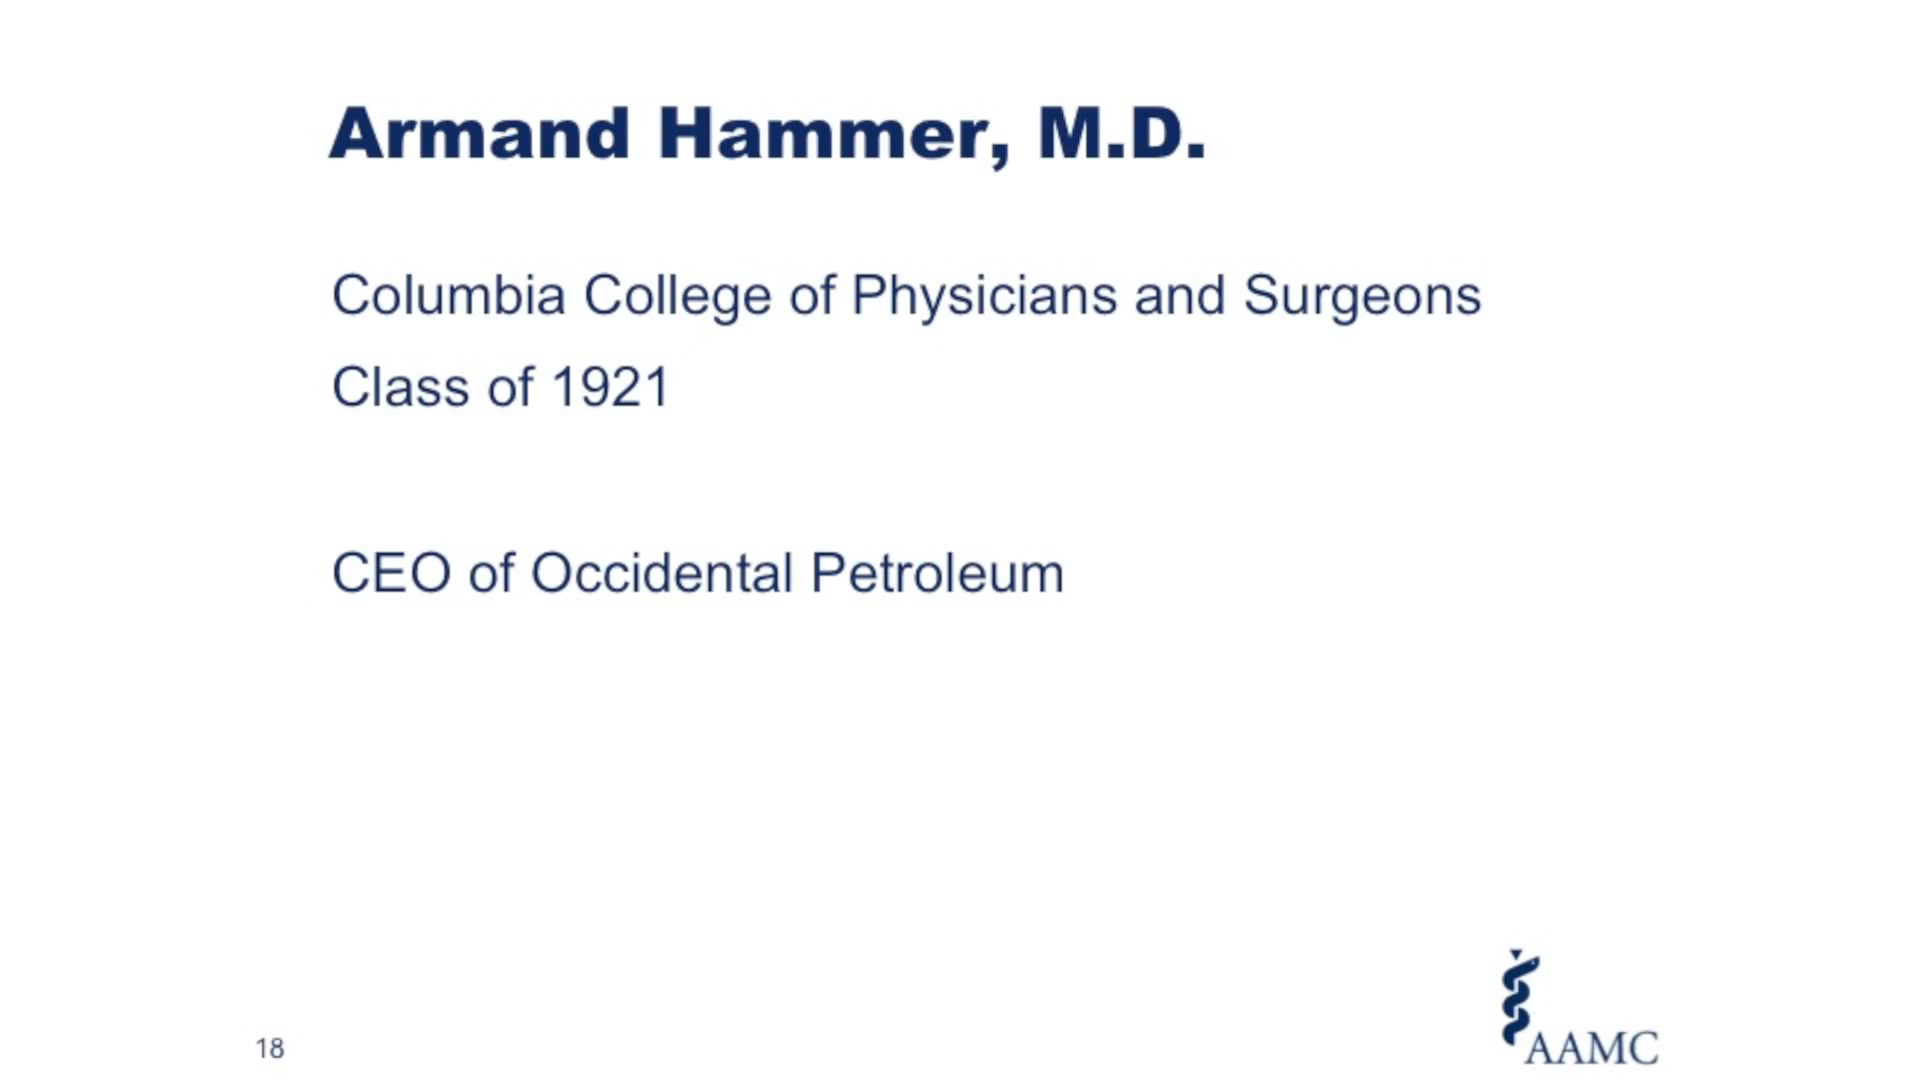 Armand Hammer, M.D.
Columbia College of Physicians and Surgeons
Class of 1921
CEO of Occidental Petroleum
18
AAMC